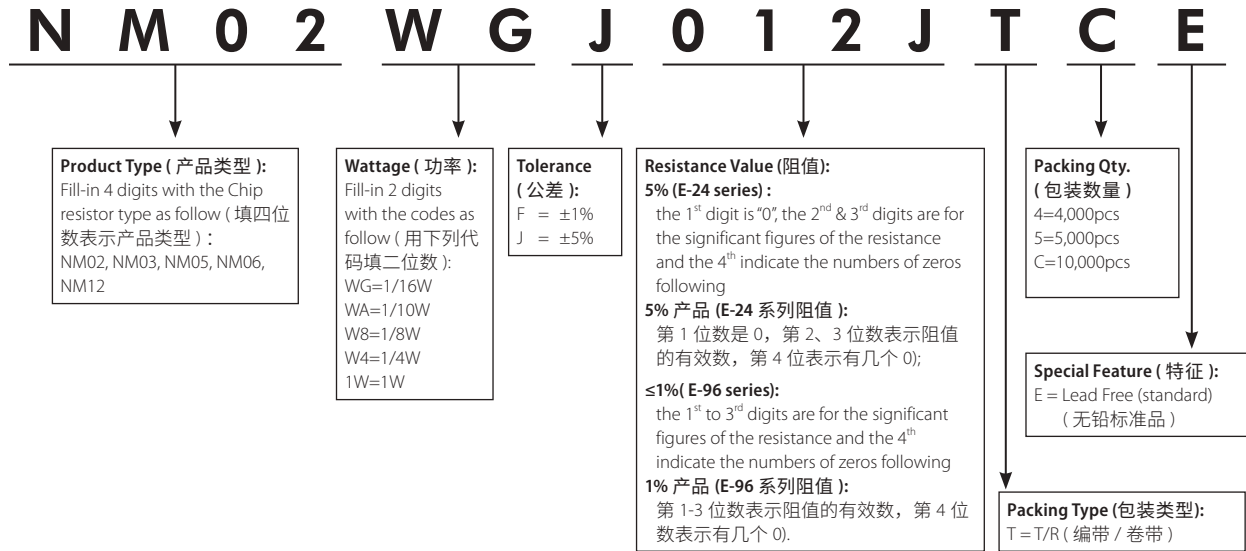 N M 0 2 W G J 0 1 2 J T C E
Product Type ( 产品类型 ):
Fill-in 4 digits with the Chip
resistor type as follow ( 填四位
数表示产品类型 ) :
NM02, NM03, NM05, NM06,
NM12
Wattage ( 功率 ):
Fill-in 2 digits
with the codes as
follow ( 用下列代
码填二位数 ):
WG=1/16W
WA=1/10W
W8=1/8W
W4=1/4W
1W=1W
Tolerance
( 公差 ):
F = ±1%
J = ±5%
Resistance Value (阻值):
5% (E-24 series) :
the 1st digit is “0”, the 2nd & 3rd digits are for
the significant figures of the resistance
and the 4th indicate the numbers of zeros
following
5% 产品 (E-24 系列阻值 ):
第 1 位数是 0，第 2、3 位数表示阻值
的有效数，第 4 位表示有几个 0);
≤1%( E-96 series):
the 1st to 3rd digits are for the significant
figures of the resistance and the 4th
indicate the numbers of zeros following
1% 产品 (E-96 系列阻值 ):
第 1-3 位数表示阻值的有效数，第 4 位
数表示有几个 0).
Packing Qty.
( 包装数量 )
4=4,000pcs
5=5,000pcs
C=10,000pcs
Special Feature ( 特征 ):
E = Lead Free (standard)
( 无铅标准品 )
Packing Type (包装类型):
T = T/R ( 编带 / 卷带 )